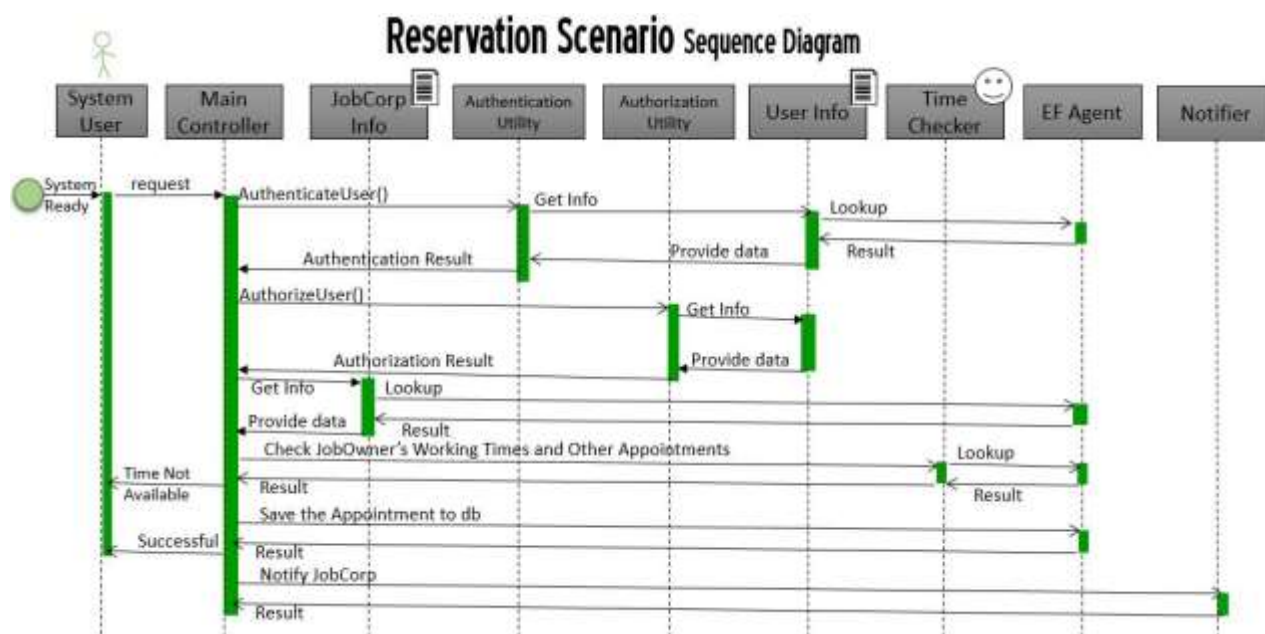 Reservation Scenario Sequence Diagram
System User
Main Controller
JobCorp Info
Authentication Utility
Authorization Utility
User Info
Time Checker
EF Agent
Notifier
System Ready
request
AuthenticateUser()
Get Info
Lookup
Result
Provide data
Authentication Result
AuthorizeUser()
Get Info
Provide data
Authorization Result
Get Info
Lookup
Result
Provide data
Check JobOwner's Working Times and Other Appointments
Lookup
Result
Result
Time Not Available
Save the Appointment to db
Result
Successful
Notify JobCorp
Result